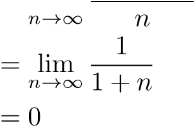 n→∞ n
= lim n→∞ 1/(1 + n)
= 0